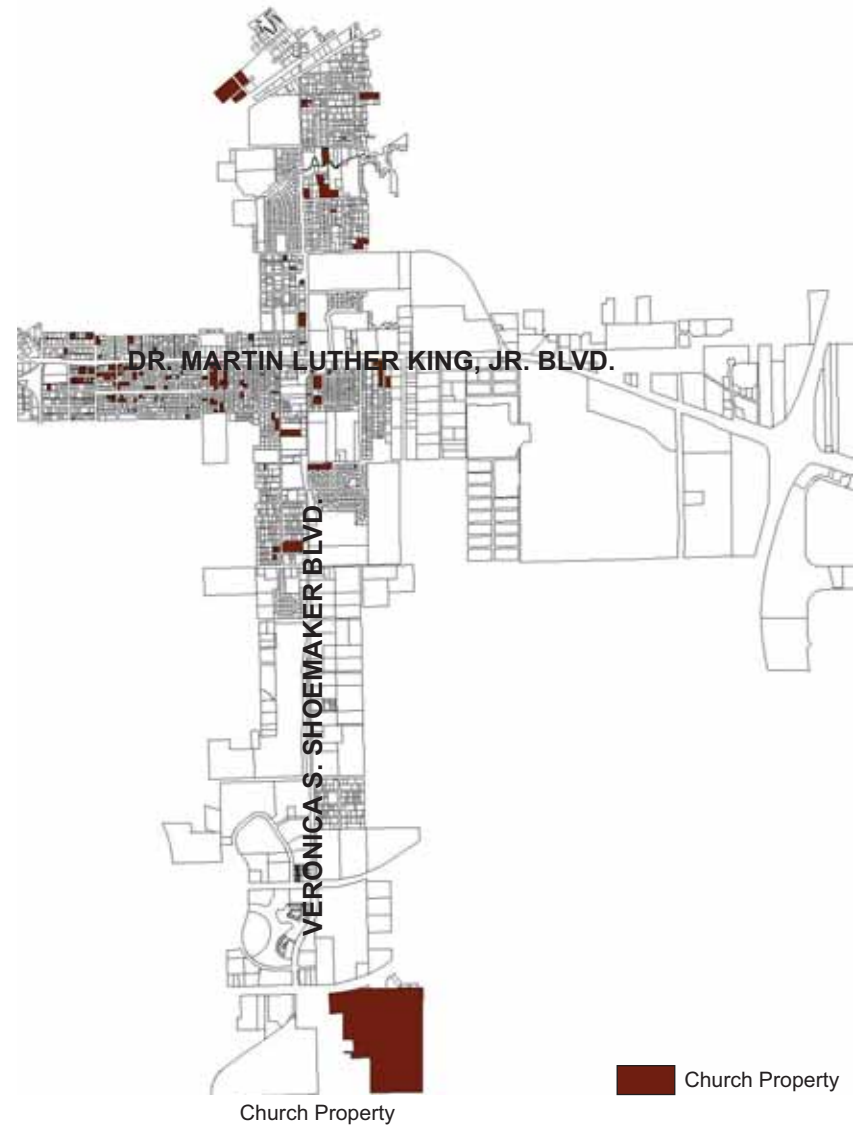 DR. MARTIN LUTHER KING, JR. BLVD.
VERONICA S. SHOEMAKER BLVD.
Church Property
Church Property